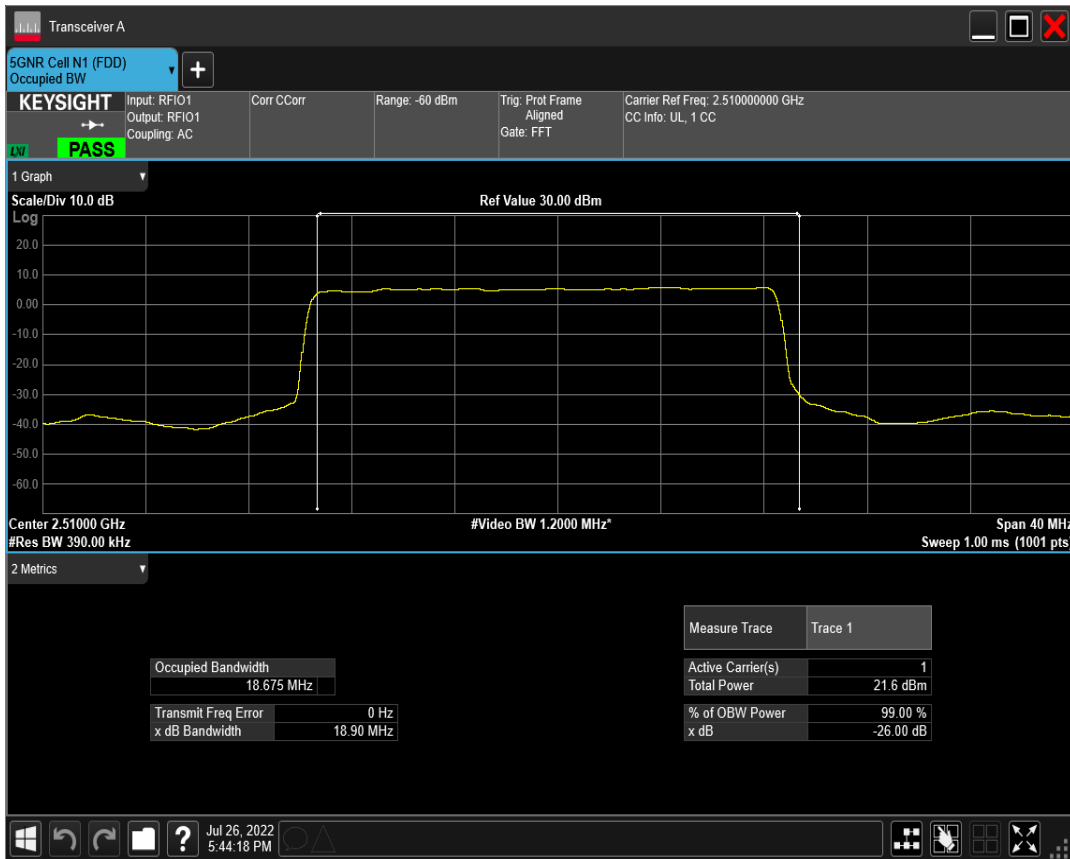 Transceiver A
5GNR Cell N1 (FDD)
Occupied BW
+
KEYSIGHT
LXI
PASS
Input: RFIO1
Output: RFIO1
Coupling: AC
Corr CCorr
Range: -60 dBm
Trig: Prot Frame
Aligned
Gate: FFT
Carrier Ref Freq: 2.510000000 GHz
CC Info: UL, 1 CC
1 Graph
Scale/Div 10.0 dB
Ref Value 30.00 dBm
Log
20.0
10.0
0.00
-10.0
-20.0
-30.0
-40.0
-50.0
-60.0
Center 2.51000 GHz
#Video BW 1.2000 MHz*
Span 40 MHz
#Res BW 390.00 kHz
Sweep 1.00 ms (1001 pts)
2 Metrics
Measure Trace Trace 1
Occupied Bandwidth
18.675 MHz
Active Carrier(s) 1
Total Power 21.6 dBm
Transmit Freq Error 0 Hz
x dB Bandwidth 18.90 MHz
% of OBW Power 99.00 %
x dB -26.00 dB
?
Jul 26, 2022
5:44:18 PM